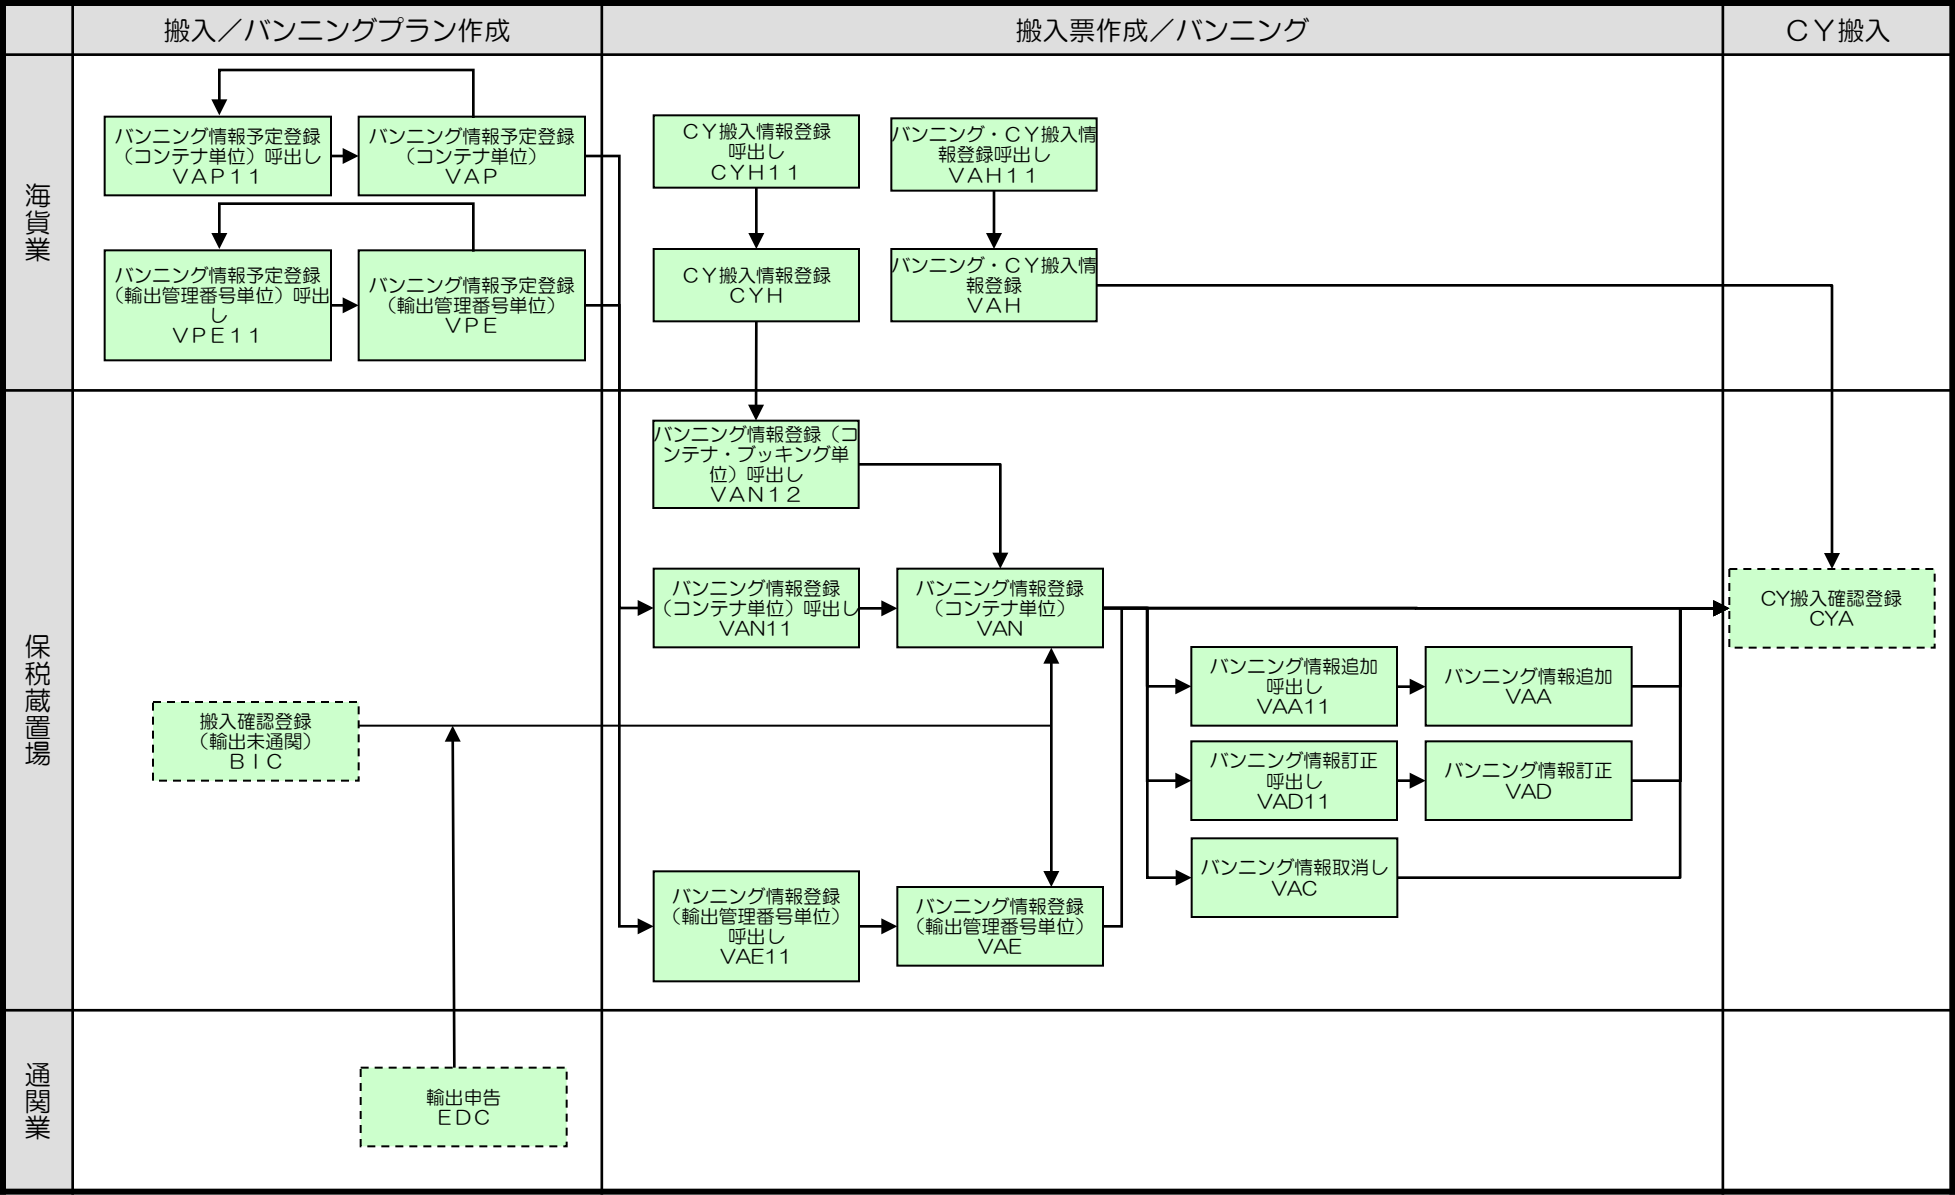 搬入／バンニングプラン作成
搬入票作成／バンニング
ＣＹ搬入
海貨業
バンニング情報予定登録
（コンテナ単位）呼出し
ＶＡＰ１１
バンニング情報予定登録
（コンテナ単位）
ＶＡＰ
ＣＹ搬入情報登録
呼出し
ＣＹＨ１１
バンニング・ＣＹ搬入情
報登録呼出し
ＶＡＨ１１
バンニング情報予定登録
（輸出管理番号単位）呼出
し
ＶＰＥ１１
バンニング情報予定登録
（輸出管理番号単位）
ＶＰＥ
ＣＹ搬入情報登録
ＣＹＨ
バンニング・ＣＹ搬入情
報登録
ＶＡＨ
保税蔵置場
バンニング情報登録（コ
ンテナ・ブッキング単
位）呼出し
ＶＡＮ１２
バンニング情報登録
（コンテナ単位）呼出し
VAN11
バンニング情報登録
（コンテナ単位）
VAN
CY搬入確認登録
CYA
バンニング情報追加
呼出し
VAA11
バンニング情報追加
VAA
搬入確認登録
（輸出未通関）
ＢＩＣ
バンニング情報訂正
呼出し
VAD11
バンニング情報訂正
VAD
バンニング情報取消し
VAC
バンニング情報登録
（輸出管理番号単位）
呼出し
VAE11
バンニング情報登録
（輸出管理番号単位）
VAE
通関業
輸出申告
ＥＤＣ